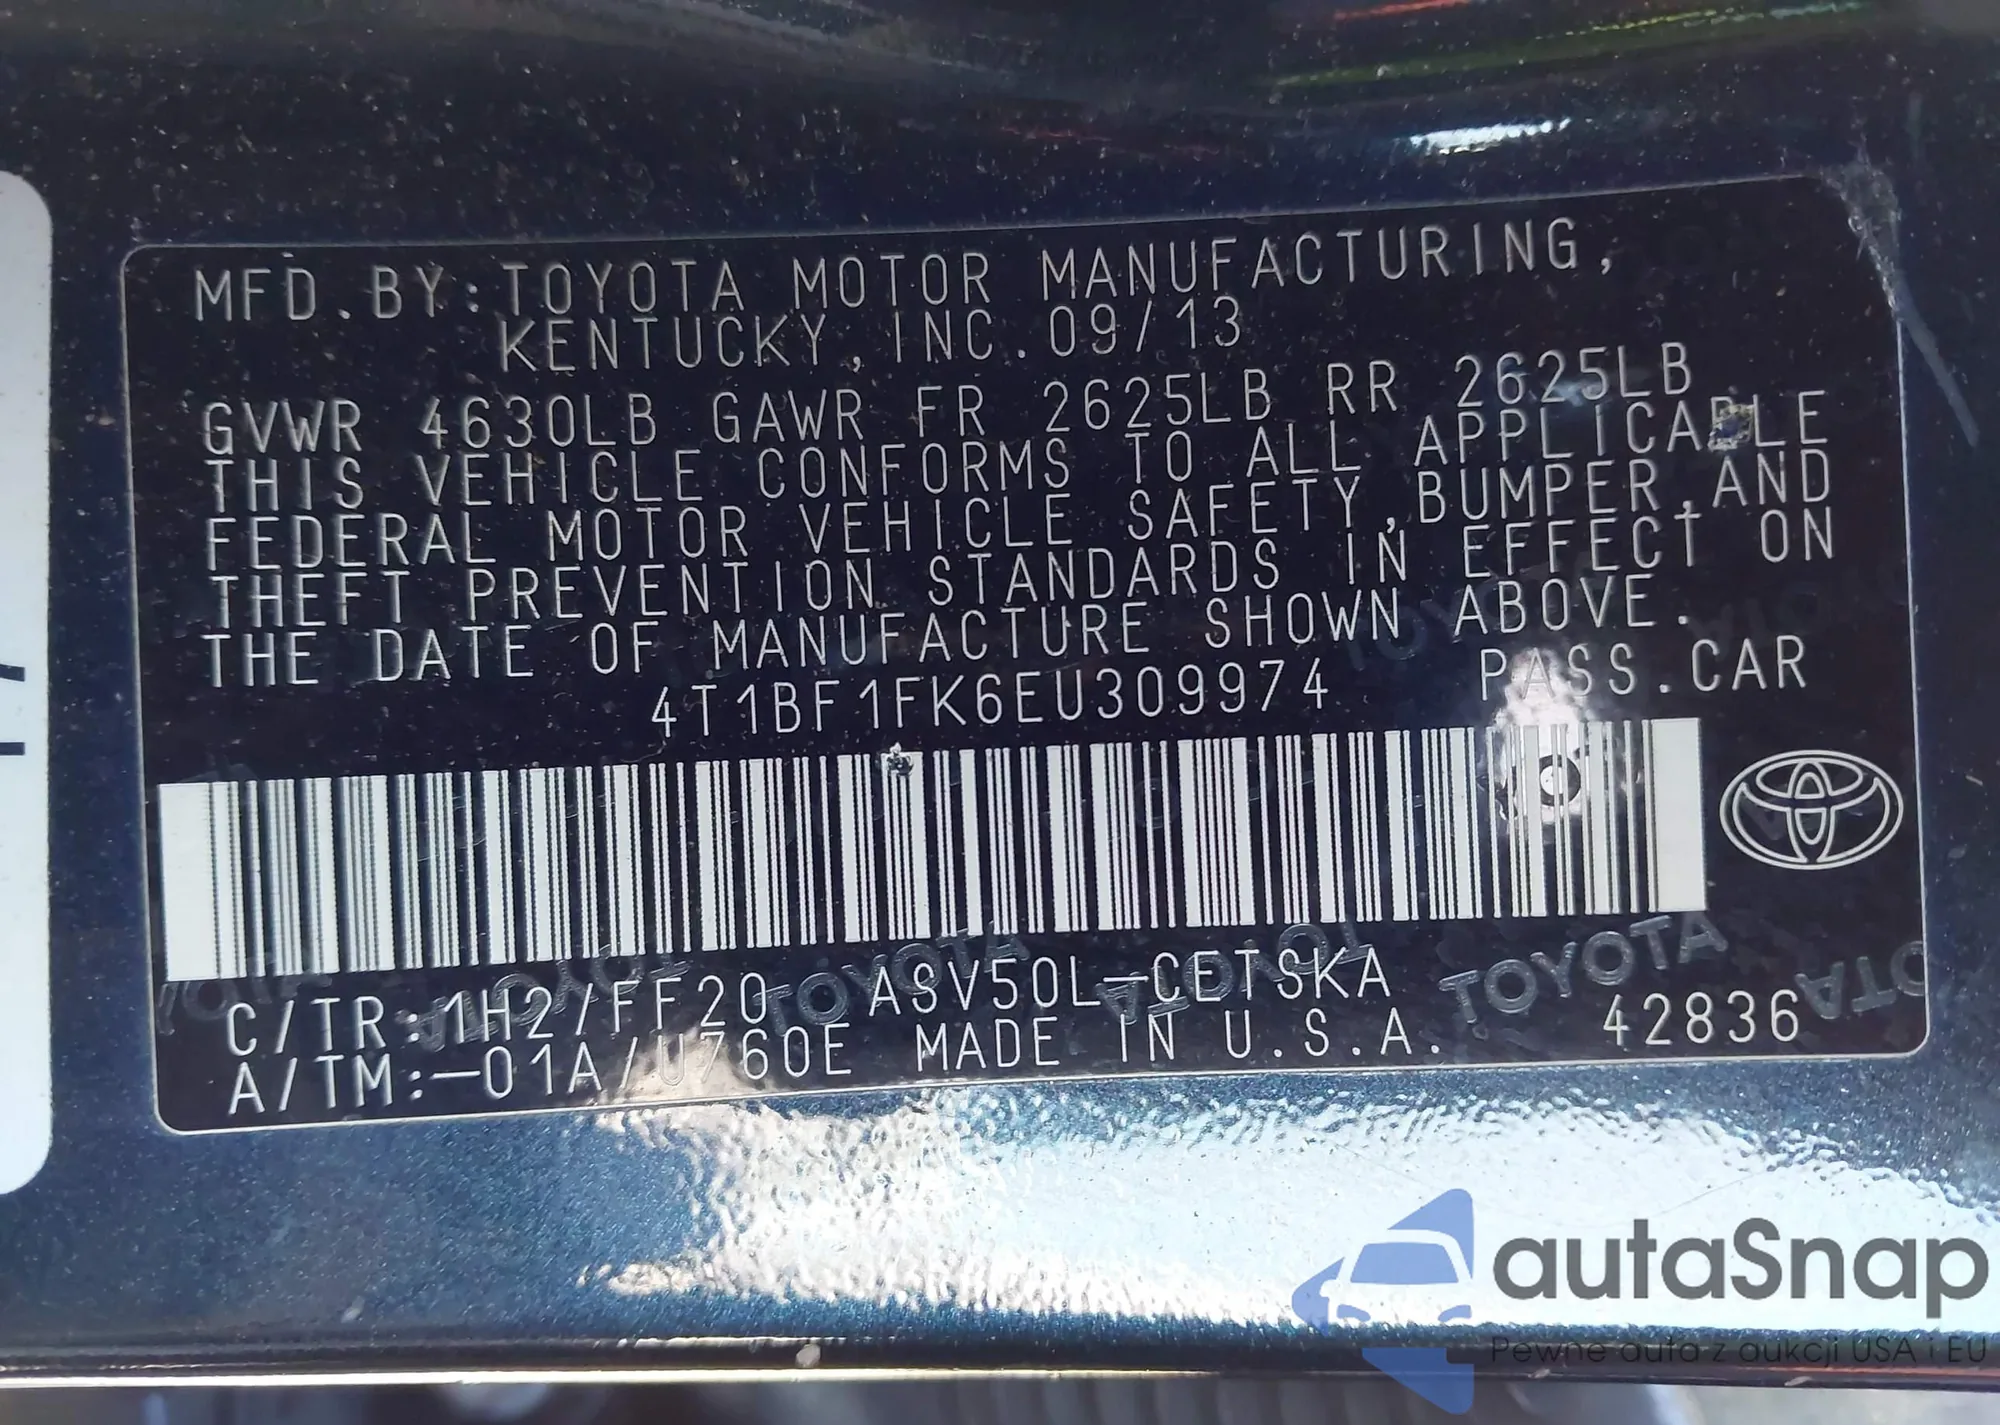 MFD.BY:TOYOTA MOTOR MANUFACTURING,
KENTUCKY, INC. 09/13
GVWR 4630LB GAWR FR 2625LB RR 2625LB
THIS VEHICLE CONFORMS TO ALL APPLICABLE
FEDERAL MOTOR VEHICLE SAFETY,BUMPER,AND
THEFT PREVENTION STANDARDS IN EFFECT ON
THE DATE OF MANUFACTURE SHOWN ABOVE.
4T1BF1FK6EU309974 PASS.CAR
C/TR:1H2/FF20 ASV50L-CETSKA
A/TM:-01A/U760E MADE IN U.S.A. 42836
TOYOTA
autaSnap
Pewne auta z aukcji USA i EU